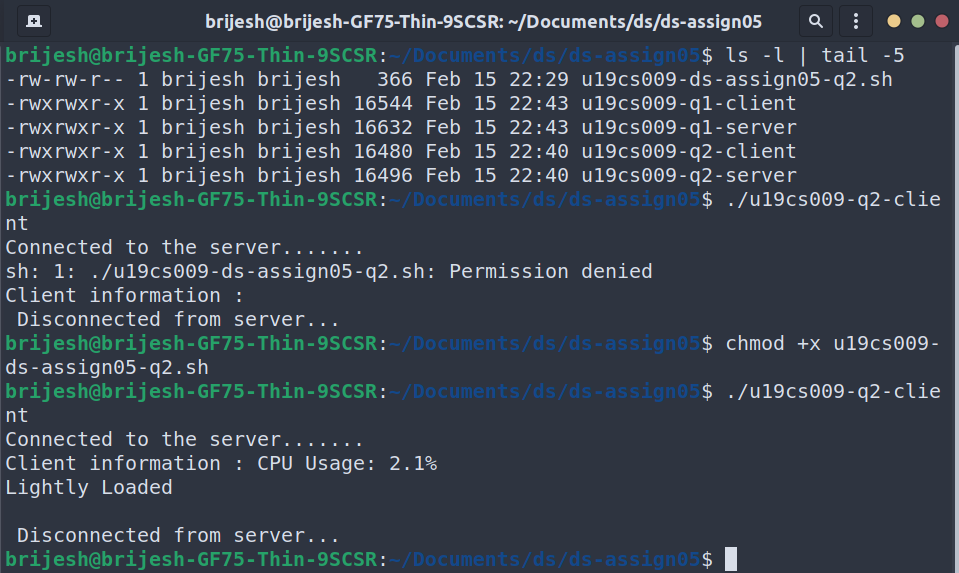 brijesh@brijesh-GF75-Thin-9SCSR: ~/Documents/ds/ds-assign05
brijesh@brijesh-GF75-Thin-9SCSR:~/Documents/ds/ds-assign05$ ls -l | tail -5
-rw-rw-r-- 1 brijesh brijesh   366 Feb 15 22:29 u19cs009-ds-assign05-q2.sh
-rwxrwxr-x 1 brijesh brijesh 16544 Feb 15 22:43 u19cs009-q1-client
-rwxrwxr-x 1 brijesh brijesh 16632 Feb 15 22:43 u19cs009-q1-server
-rwxrwxr-x 1 brijesh brijesh 16480 Feb 15 22:40 u19cs009-q2-client
-rwxrwxr-x 1 brijesh brijesh 16496 Feb 15 22:40 u19cs009-q2-server
brijesh@brijesh-GF75-Thin-9SCSR:~/Documents/ds/ds-assign05$ ./u19cs009-q2-clie
nt
Connected to the server.......
sh: 1: ./u19cs009-ds-assign05-q2.sh: Permission denied
Client information :
 Disconnected from server...
brijesh@brijesh-GF75-Thin-9SCSR:~/Documents/ds/ds-assign05$ chmod +x u19cs009-
ds-assign05-q2.sh
brijesh@brijesh-GF75-Thin-9SCSR:~/Documents/ds/ds-assign05$ ./u19cs009-q2-clie
nt
Connected to the server.......
Client information : CPU Usage: 2.1%
Lightly Loaded

 Disconnected from server...
brijesh@brijesh-GF75-Thin-9SCSR:~/Documents/ds/ds-assign05$